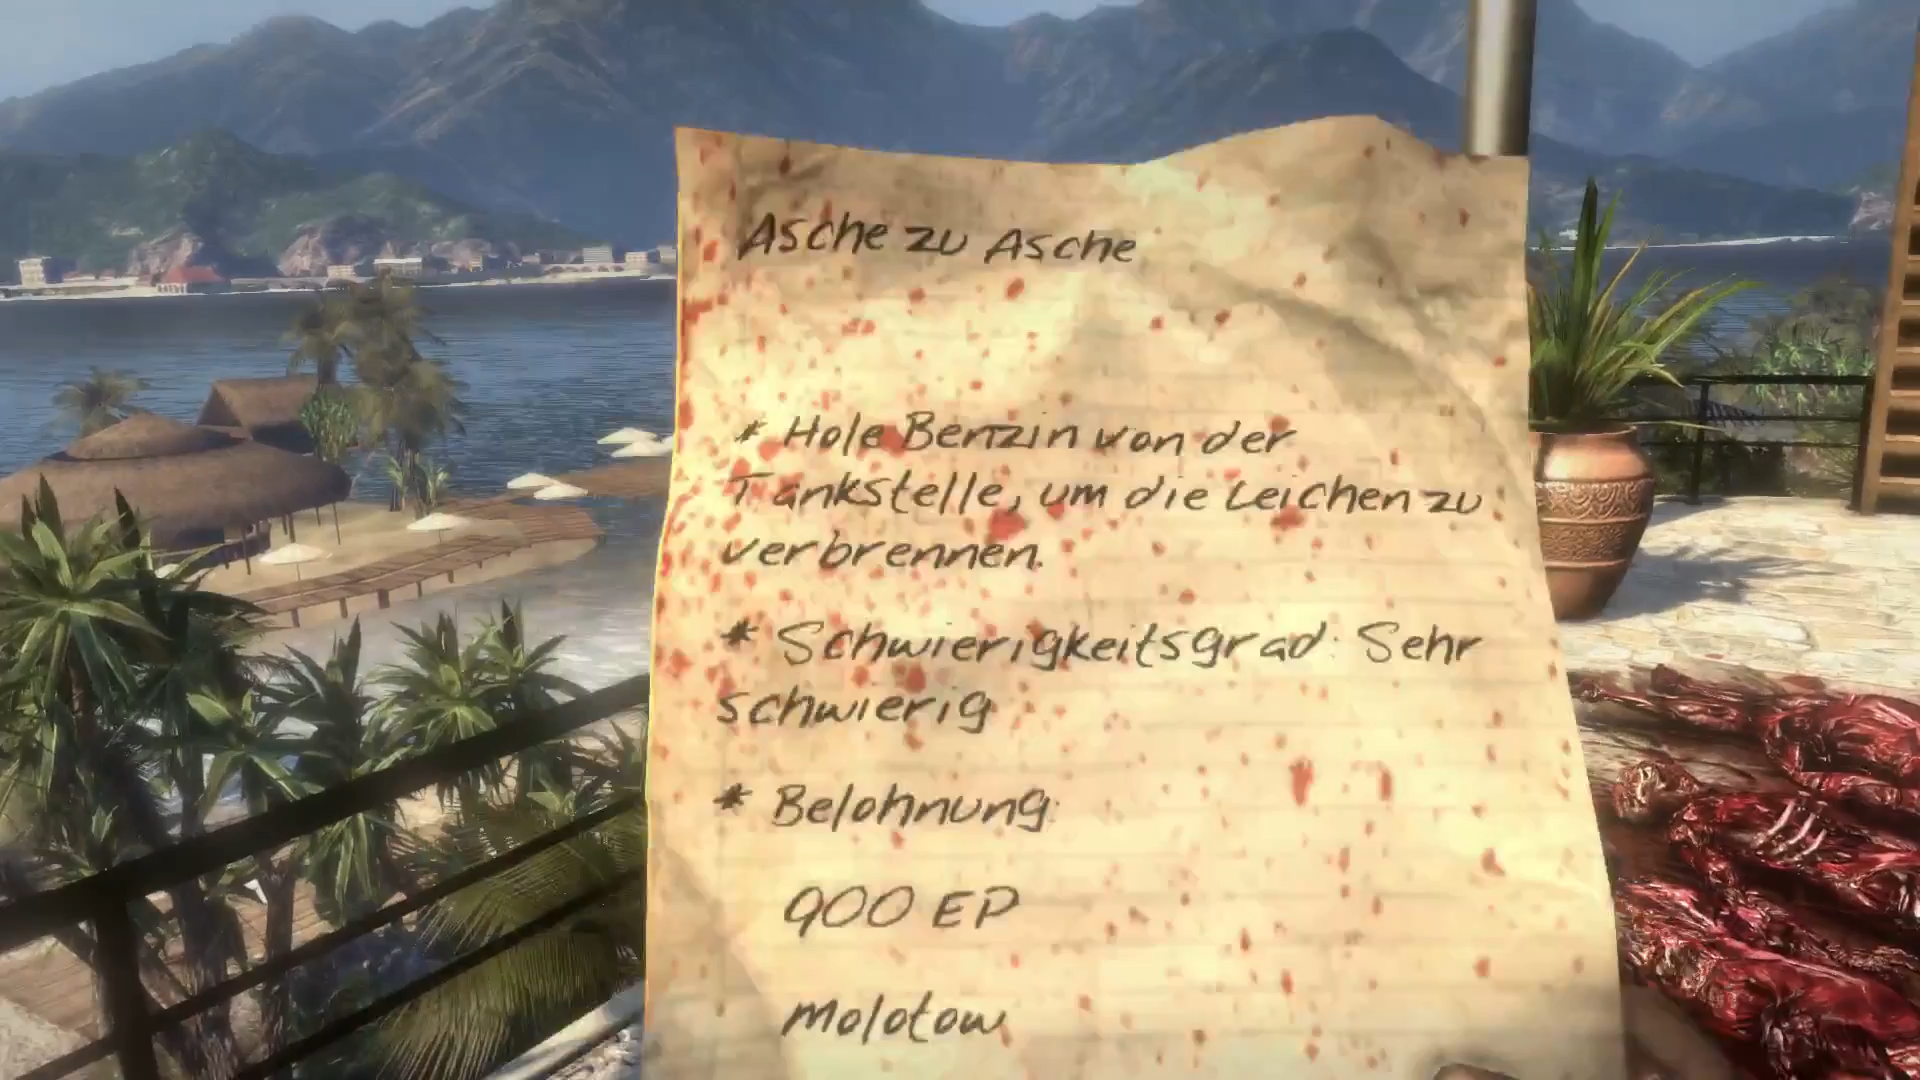 Asche zu Asche
* Hole Benzin von der
Tankstelle, um die Leichen zu
verbrennen.
* Schwierigkeitsgrad: Sehr
schwierig
* Belohnung:
900 EP
Molotow